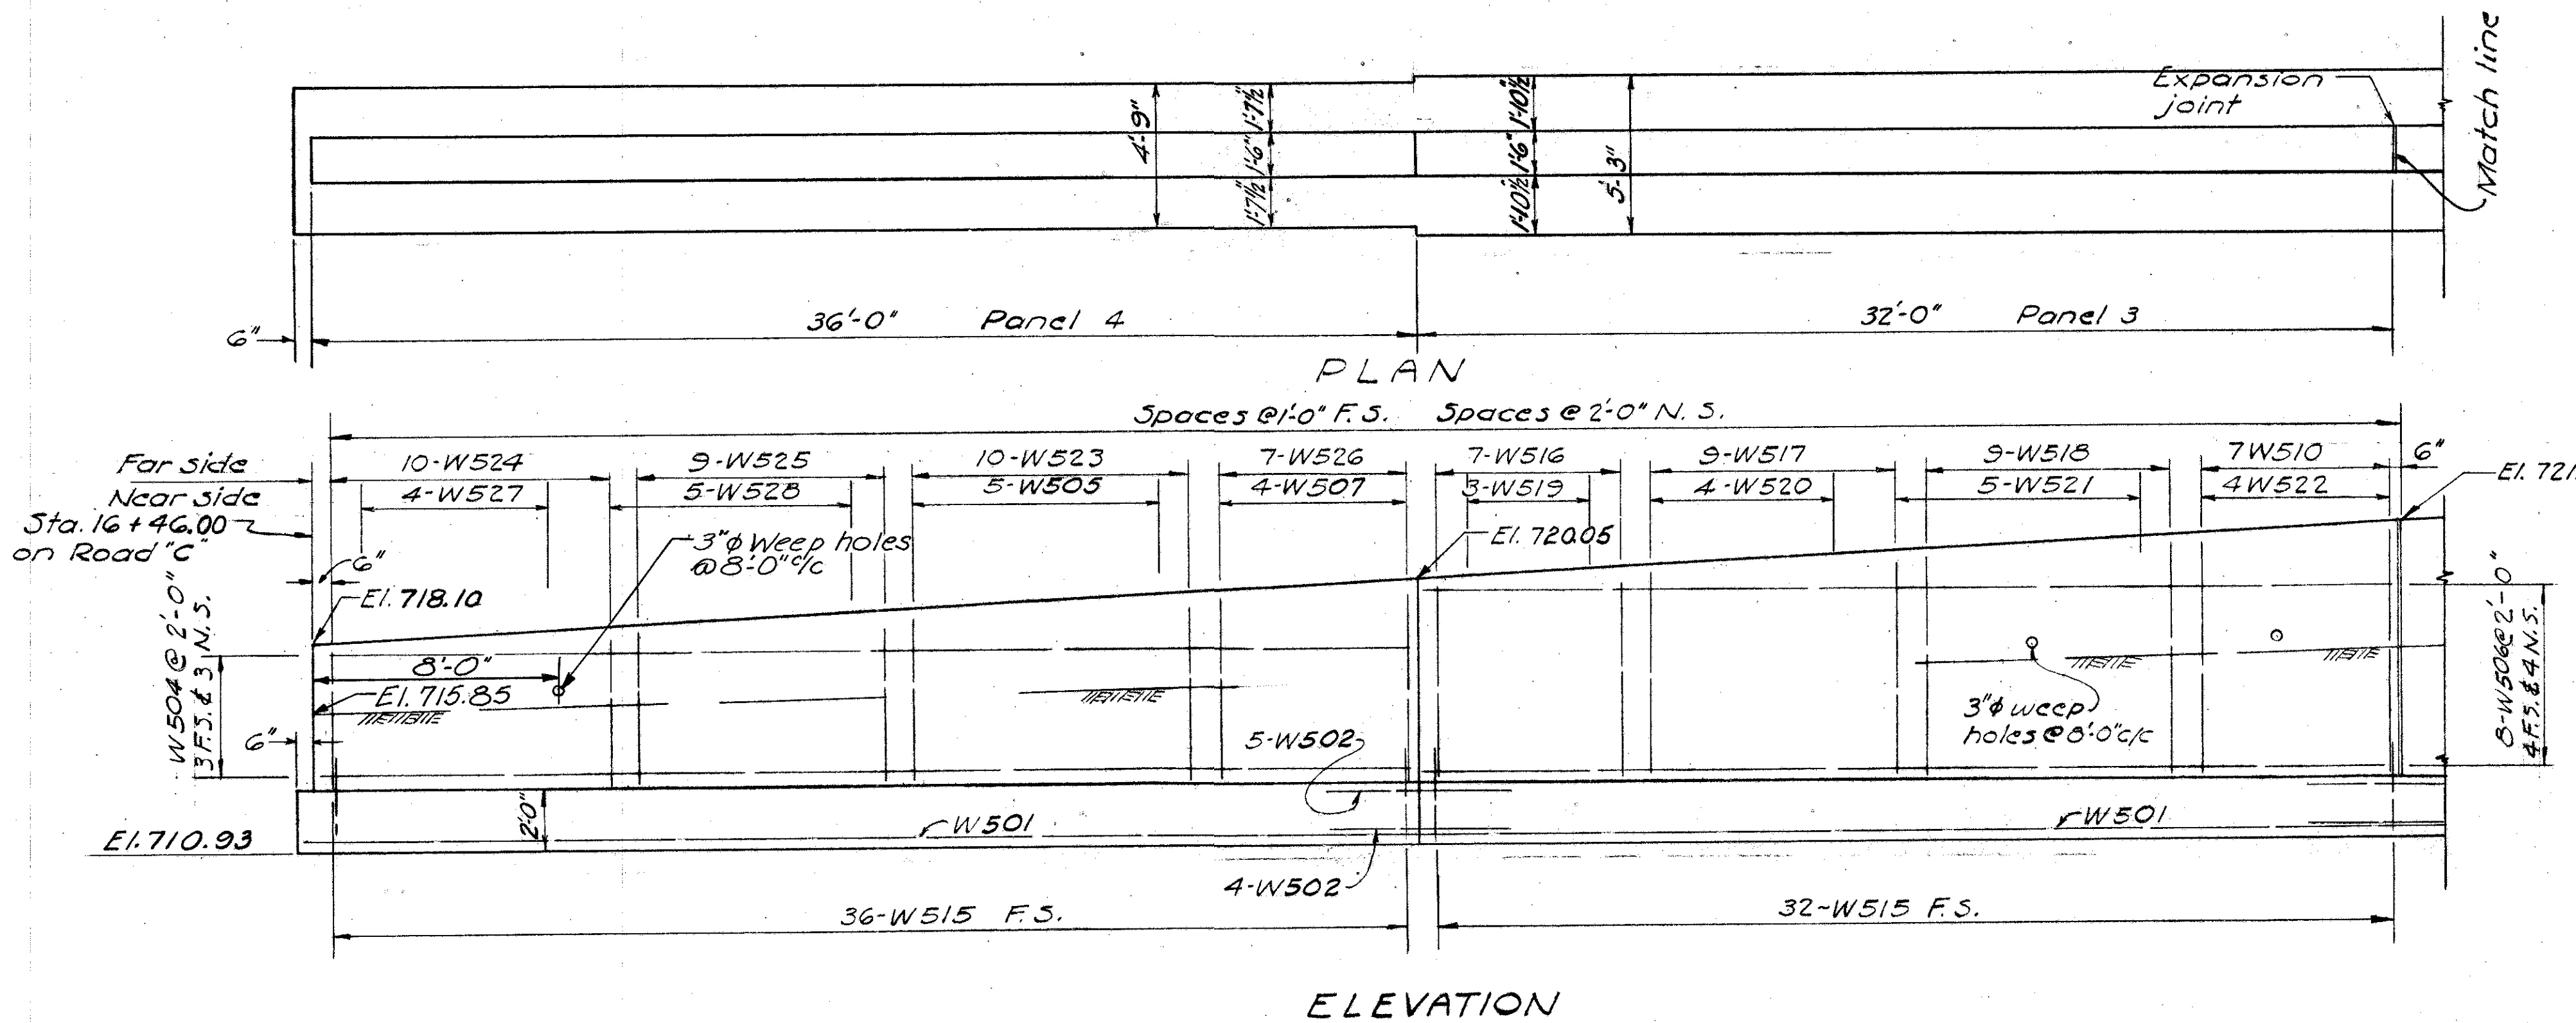 Expansion
joint
Match line
4'-9"
1'-7½"
1'-6"
1'-7½"
1'-10½"
1'-6"
1'-10½"
5'-3"
6"
36'-0" Panel 4
32'-0" Panel 3
PLAN
Spaces @ 1'-0" F.S. Spaces @ 2'-0" N.S.
Far side
10-W524
9-W525
10-W523
7-W526
7-W516
9-W517
9-W518
7W510
6"
Near side
4-W527
5-W528
5-W505
4-W507
3-W519
4-W520
5-W521
4W522
El. 721.
Sta. 16+46.00
on Road "C"
3"ϕ Weep holes
@ 8'-0" c/c
El. 720.05
6"
El. 718.10
W504 @ 2'-0"
3 F.S. & 3 N.S.
8'-0"
El. 715.85
6"
5-W502
3"ϕ weep
holes @ 8'-0" c/c
8-W506@2'-0"
4F.S. & 4 N.S.
2'-0"
W501
W501
El. 710.93
4-W502
36-W515 F.S.
32-W515 F.S.
ELEVATION